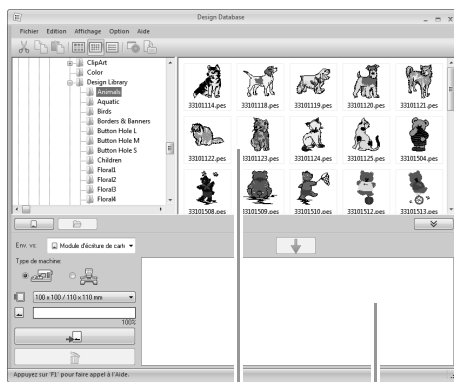 Design Database
Fichier Edition Affichage Option Aide
ClipArt
Color
Design Library
Animals
Aquatic
Birds
Borders & Banners
Button Hole L
Button Hole M
Button Hole S
Children
Floral1
Floral2
Floral3
Floral4
33101114.pes 33101118.pes 33101119.pes 33101120.pes 33101121.pes
33101122.pes 33101123.pes 33101124.pes 33101125.pes 33101504.pes
33101508.pes 33101509.pes 33101510.pes 33101512.pes 33101513.pes
Env. vs: Module d'écriture de carte
Type de machine:
100 x 100 / 110 x 110 mm
100%
Appuyez sur 'F1' pour faire appel à l'Aide.